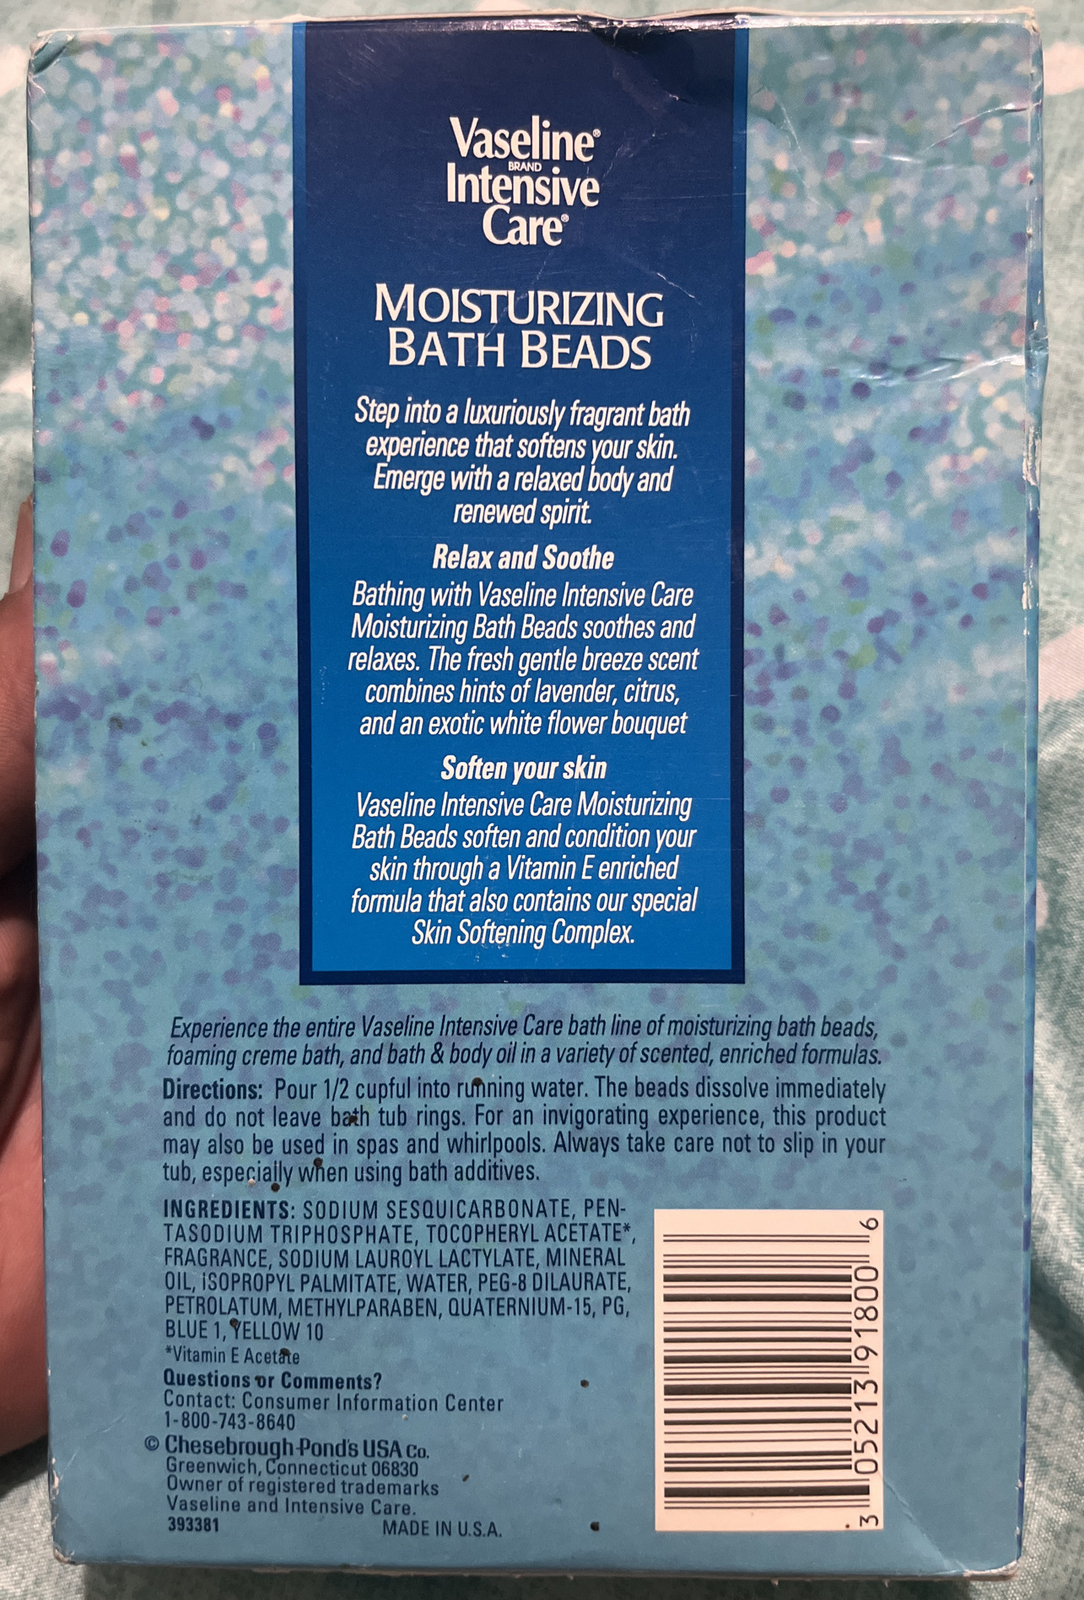 Vaseline®
BRAND
Intensive
Care®
MOISTURIZING
BATH BEADS
Step into a luxuriously fragrant bath
experience that softens your skin.
Emerge with a relaxed body and
renewed spirit.
Relax and Soothe
Bathing with Vaseline Intensive Care
Moisturizing Bath Beads soothes and
relaxes. The fresh gentle breeze scent
combines hints of lavender, citrus,
and an exotic white flower bouquet
Soften your skin
Vaseline Intensive Care Moisturizing
Bath Beads soften and condition your
skin through a Vitamin E enriched
formula that also contains our special
Skin Softening Complex.
Experience the entire Vaseline Intensive Care bath line of moisturizing bath beads,
foaming creme bath, and bath & body oil in a variety of scented, enriched formulas.
Directions: Pour 1/2 cupful into running water. The beads dissolve immediately
and do not leave bath tub rings. For an invigorating experience, this product
may also be used in spas and whirlpools. Always take care not to slip in your
tub, especially when using bath additives.
INGREDIENTS: SODIUM SESQUICARBONATE, PEN-
TASODIUM TRIPHOSPHATE, TOCOPHERYL ACETATE*,
FRAGRANCE, SODIUM LAUROYL LACTYLATE, MINERAL
OIL, ISOPROPYL PALMITATE, WATER, PEG-8 DILAURATE,
PETROLATUM, METHYLPARABEN, QUATERNIUM-15, PG,
BLUE 1, YELLOW 10
*Vitamin E Acetate
Questions or Comments?
Contact: Consumer Information Center
1-800-743-8640
© Chesebrough-Pond's USA Co.
Greenwich, Connecticut 06830
Owner of registered trademarks
Vaseline and Intensive Care.
393381 MADE IN U.S.A.
3 05213 91800 6